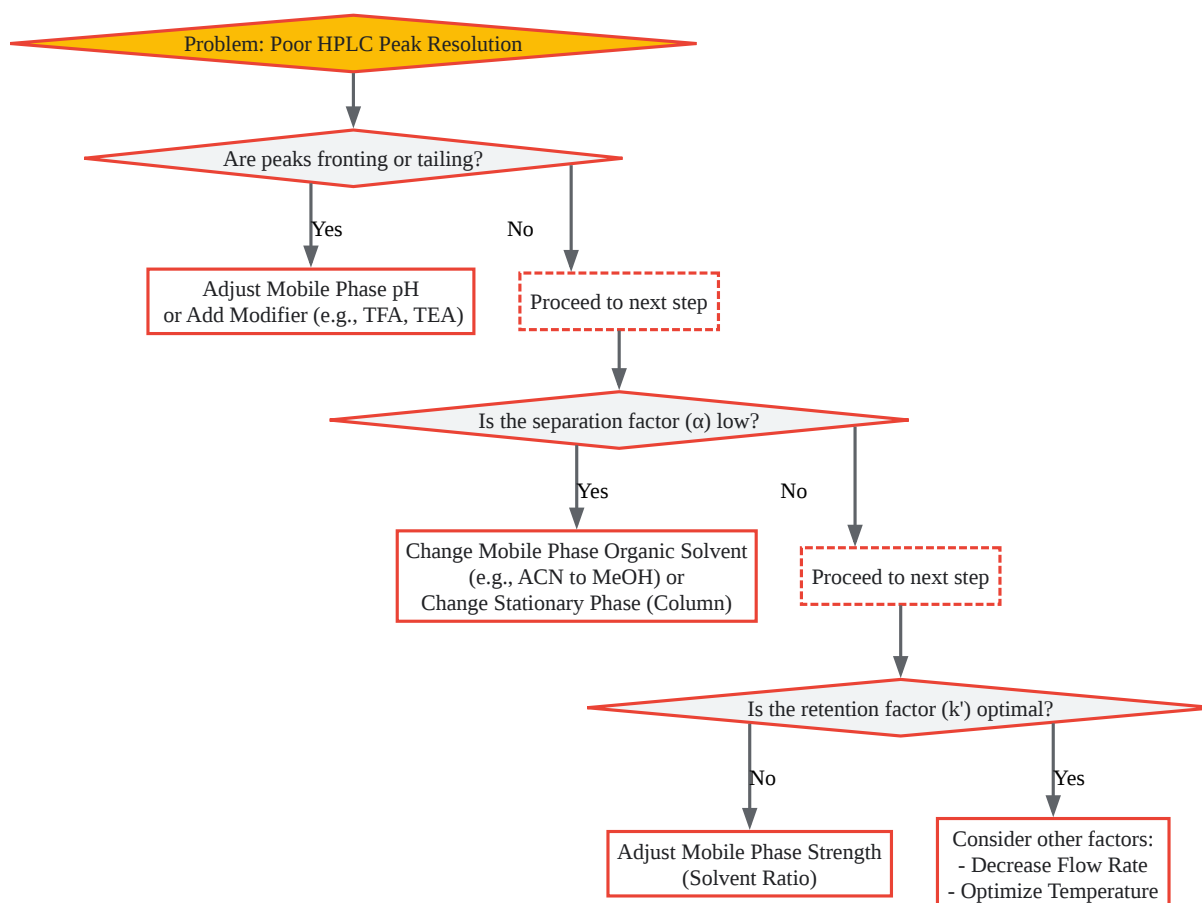 Problem: Poor HPLC Peak Resolution
Are peaks fronting or tailing?
Yes
No
Adjust Mobile Phase pH
or Add Modifier (e.g., TFA, TEA)
Proceed to next step
Is the separation factor (α) low?
Yes
No
Change Mobile Phase Organic Solvent
(e.g., ACN to MeOH) or
Change Stationary Phase (Column)
Proceed to next step
Is the retention factor (k') optimal?
No
Yes
Adjust Mobile Phase Strength
(Solvent Ratio)
Consider other factors:
- Decrease Flow Rate
- Optimize Temperature